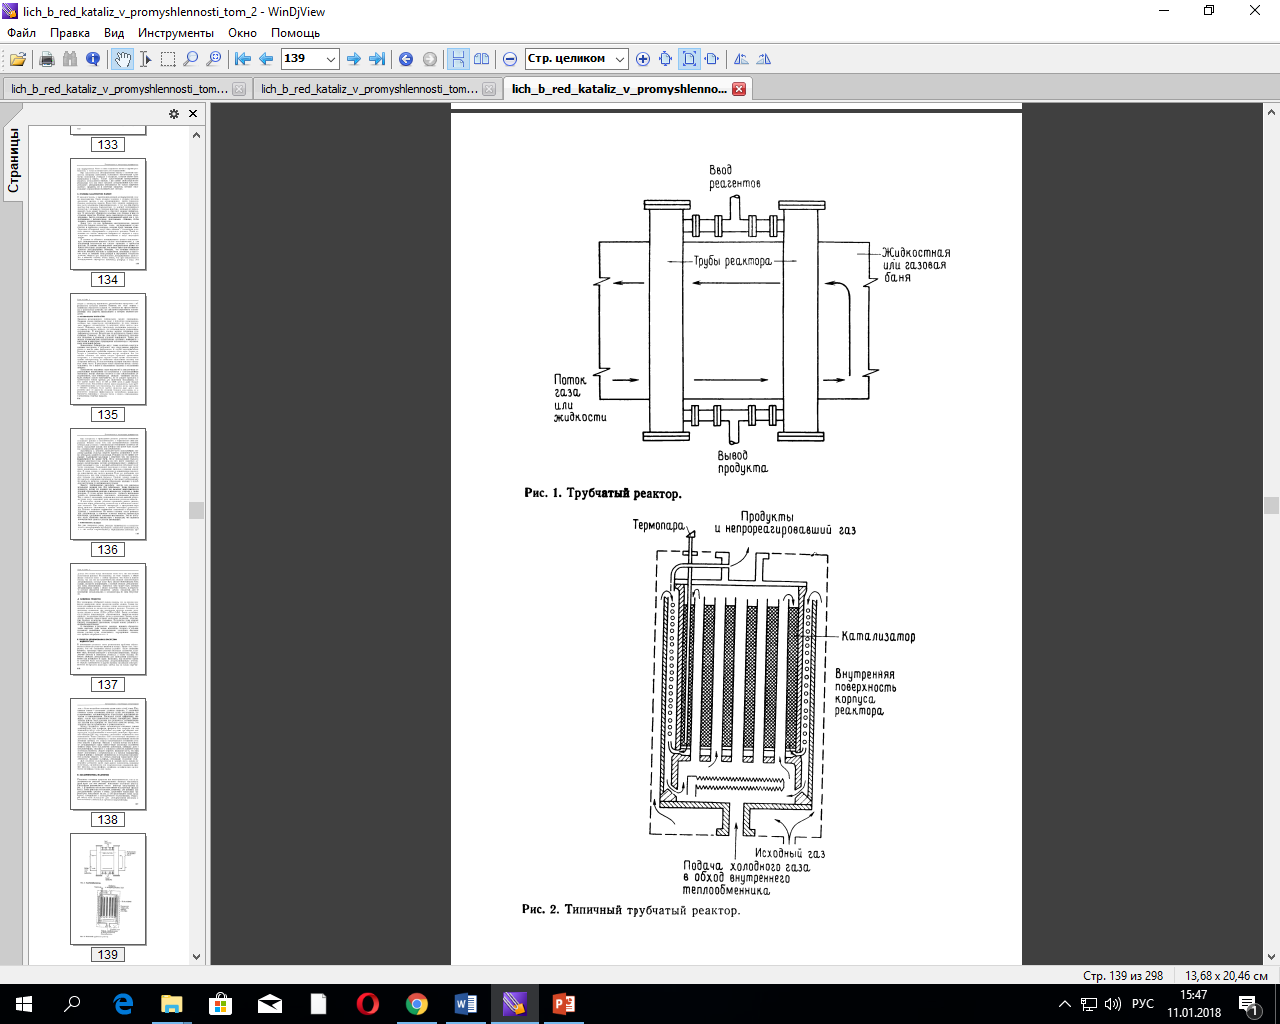 lich_b_red_kataliz_v_promyshlennosti_tom_2 - WinDjView
Файл Правка Вид Инструменты Окно Помощь
139
Стр. целиком
lich_b_red_kataliz_v_promyshlennosti_tom...
lich_b_red_kataliz_v_promyshlennosti_tom...
lich_b_red_kataliz_v_promyshlenno...
Страницы
133
134
135
136
137
138
139
Ввод
реагентов
Трубы реактора
Жидкостная
или газовая
баня
Поток
газа
или
жидкости
Вывод
продукта
Рис. 1. Трубчатый реактор.
Термопара
Продукты
и непрореагировавший газ
Катализатор
Внутренняя
поверхность
корпуса
реактора
Исходный газ
Подача холодного газа
в обход внутреннего
теплообменника
Рис. 2. Типичный трубчатый реактор.
Стр. 139 из 298 13,68 x 20,46 см
РУС
15:47
11.01.2018
1